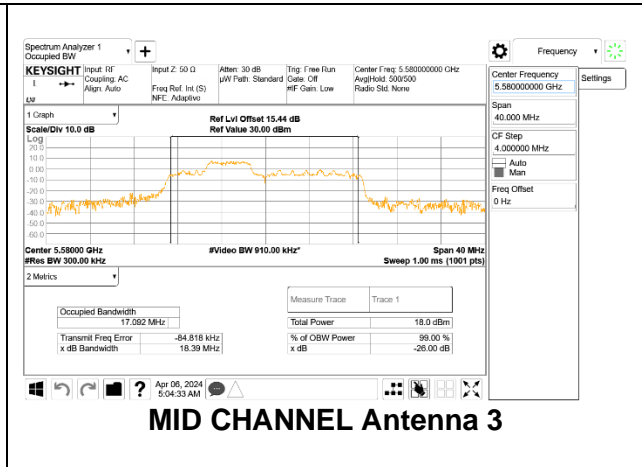 Spectrum Analyzer 1
Occupied BW
+
Frequency
KEYSIGHT
Input: RF
Coupling: AC
Align: Auto
Input Z: 50 Ω
Freq Ref: Int (S)
NFE: Adaptive
Atten: 30 dB
µW Path: Standard
Trig: Free Run
Gate: Off
#IF Gain: Low
Center Freq: 5.580000000 GHz
Avg|Hold: 500/500
Radio Std: None
Center Frequency
5.580000000 GHz
Settings
Span
40.000 MHz
CF Step
4.000000 MHz
Auto
Man
Freq Offset
0 Hz
1 Graph
Scale/Div 10.0 dB
Ref Lvl Offset 15.44 dB
Ref Value 30.00 dBm
Log
20.0
10.0
0.00
-10.0
-20.0
-30.0
-40.0
-50.0
-60.0
Center 5.58000 GHz
#Video BW 910.00 kHz*
Span 40 MHz
#Res BW 300.00 kHz
Sweep 1.00 ms (1001 pts)
2 Metrics
Measure Trace
Trace 1
Occupied Bandwidth
17.092 MHz
Total Power
18.0 dBm
Transmit Freq Error
-84.818 kHz
% of OBW Power
99.00 %
x dB Bandwidth
18.39 MHz
x dB
-26.00 dB
?
Apr 06, 2024
5:04:33 AM
MID CHANNEL Antenna 3